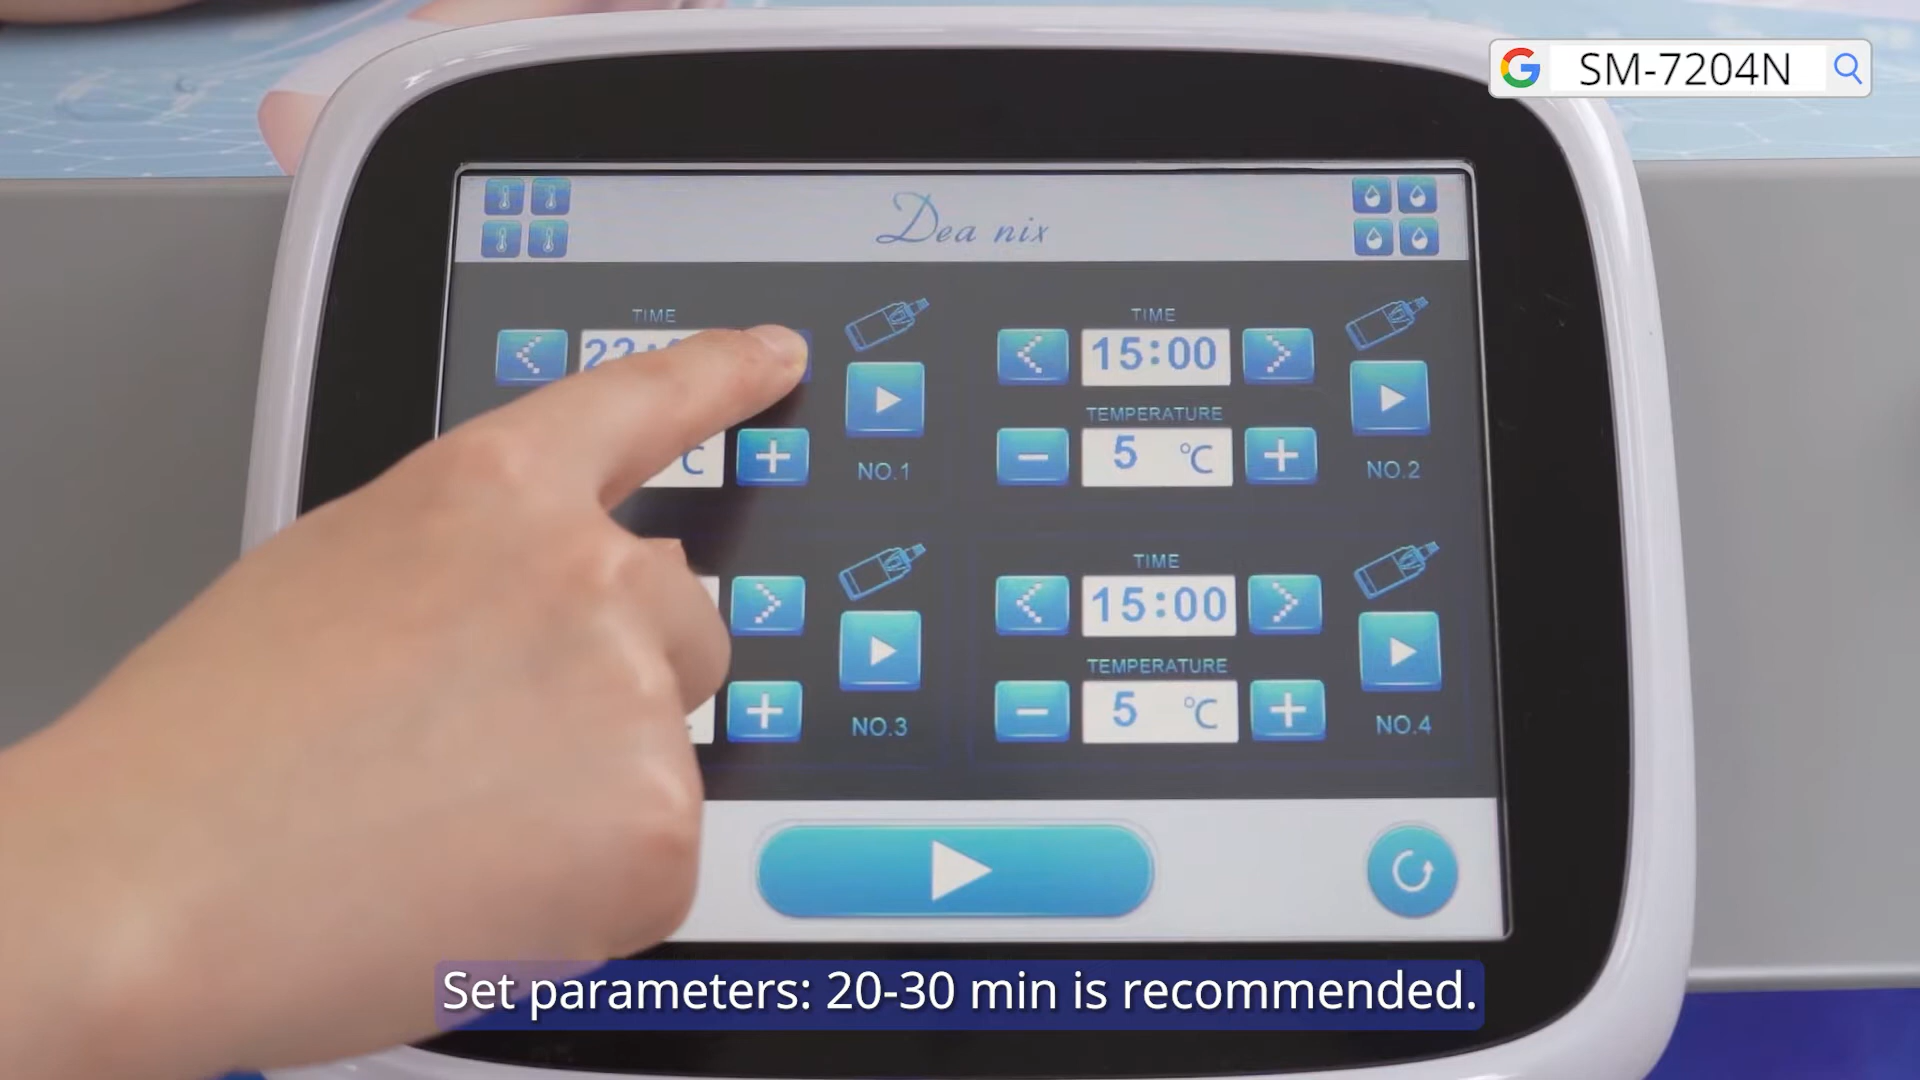 SM-7204N
Dea nix
TIME
TIME
15:00
TEMPERATURE
℃
5 ℃
NO.1
NO.2
TIME
15:00
TEMPERATURE
5 ℃
NO.3
NO.4
Set parameters: 20-30 min is recommended.